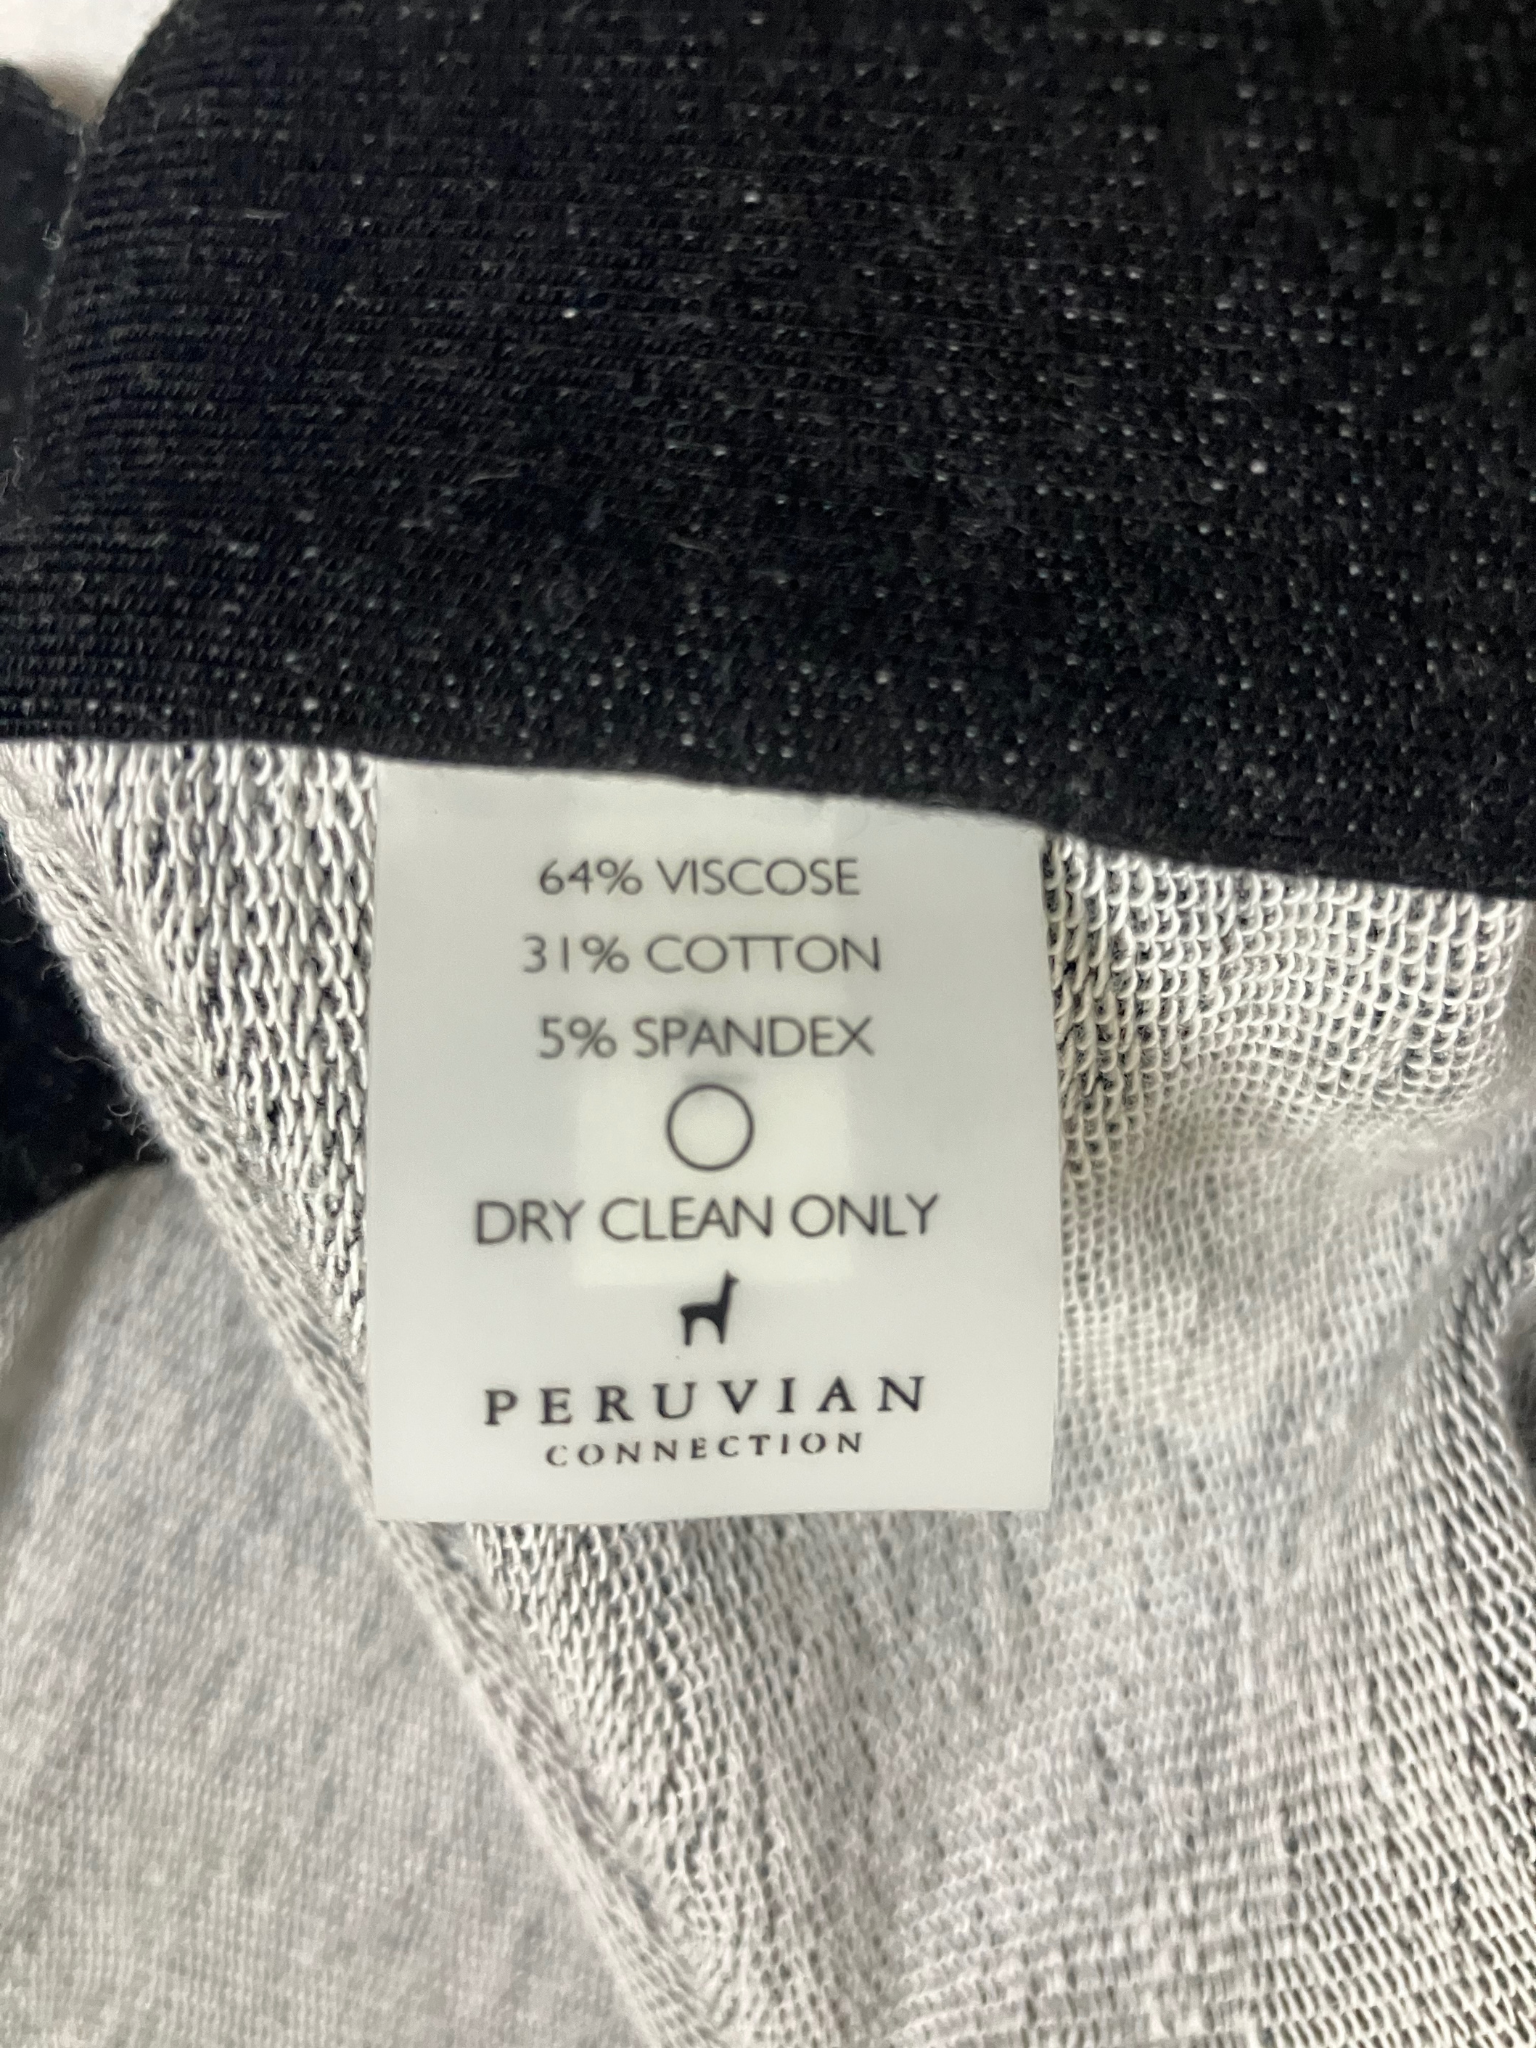 64% VISCOSE
31% COTTON
5% SPANDEX
DRY CLEAN ONLY
PERUVIAN
CONNECTION